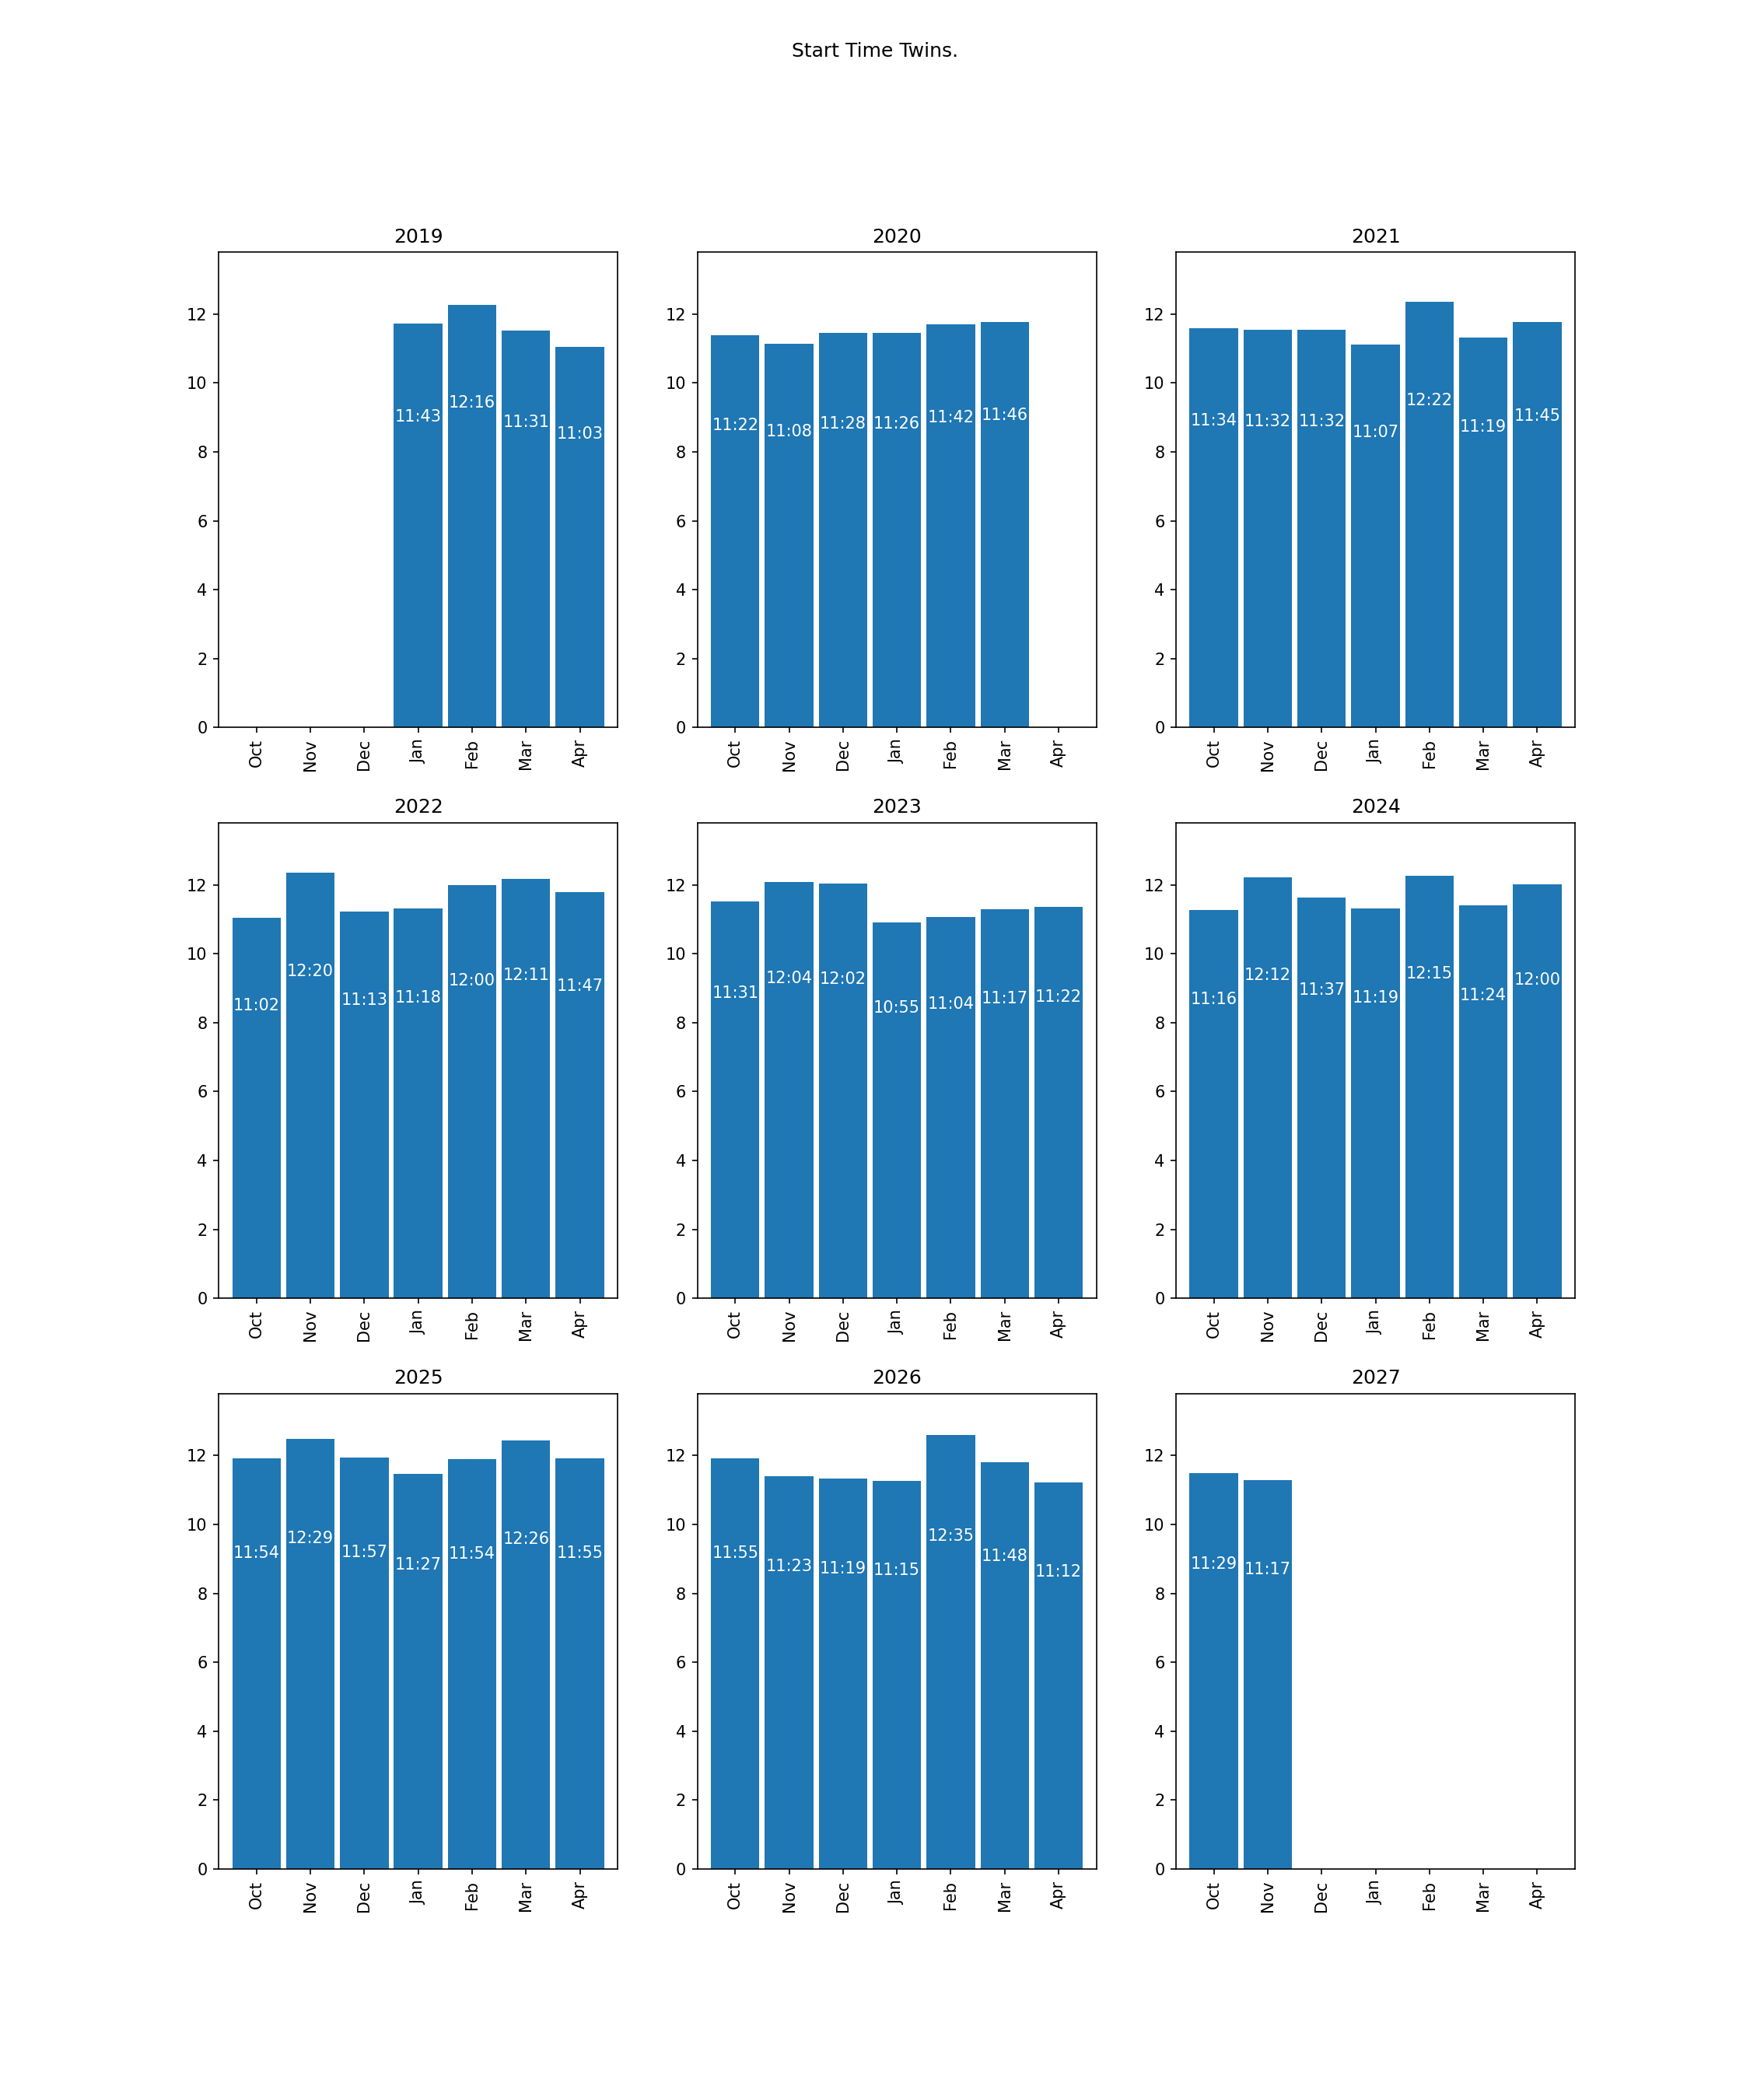 Start Time Twins.
2019 2020 2021
12 12 12
10 10 10
8 8 8
6 6 6
4 4 4
2 2 2
0 0 0
11:43 12:16 11:31 11:03
11:22 11:08 11:28 11:26 11:42 11:46
11:34 11:32 11:32 11:07 12:22 11:19 11:45
Oct Nov Dec Jan Feb Mar Apr Oct Nov Dec Jan Feb Mar Apr Oct Nov Dec Jan Feb Mar Apr
2022 2023 2024
12 12 12
10 10 10
8 8 8
6 6 6
4 4 4
2 2 2
0 0 0
11:02 12:20 11:13 11:18 12:00 12:11 11:47
11:31 12:04 12:02 10:55 11:04 11:17 11:22
11:16 12:12 11:37 11:19 12:15 11:24 12:00
Oct Nov Dec Jan Feb Mar Apr Oct Nov Dec Jan Feb Mar Apr Oct Nov Dec Jan Feb Mar Apr
2025 2026 2027
12 12 12
10 10 10
8 8 8
6 6 6
4 4 4
2 2 2
0 0 0
11:54 12:29 11:57 11:27 11:54 12:26 11:55
11:55 11:23 11:19 11:15 12:35 11:48 11:12
11:29 11:17
Oct Nov Dec Jan Feb Mar Apr Oct Nov Dec Jan Feb Mar Apr Oct Nov Dec Jan Feb Mar Apr